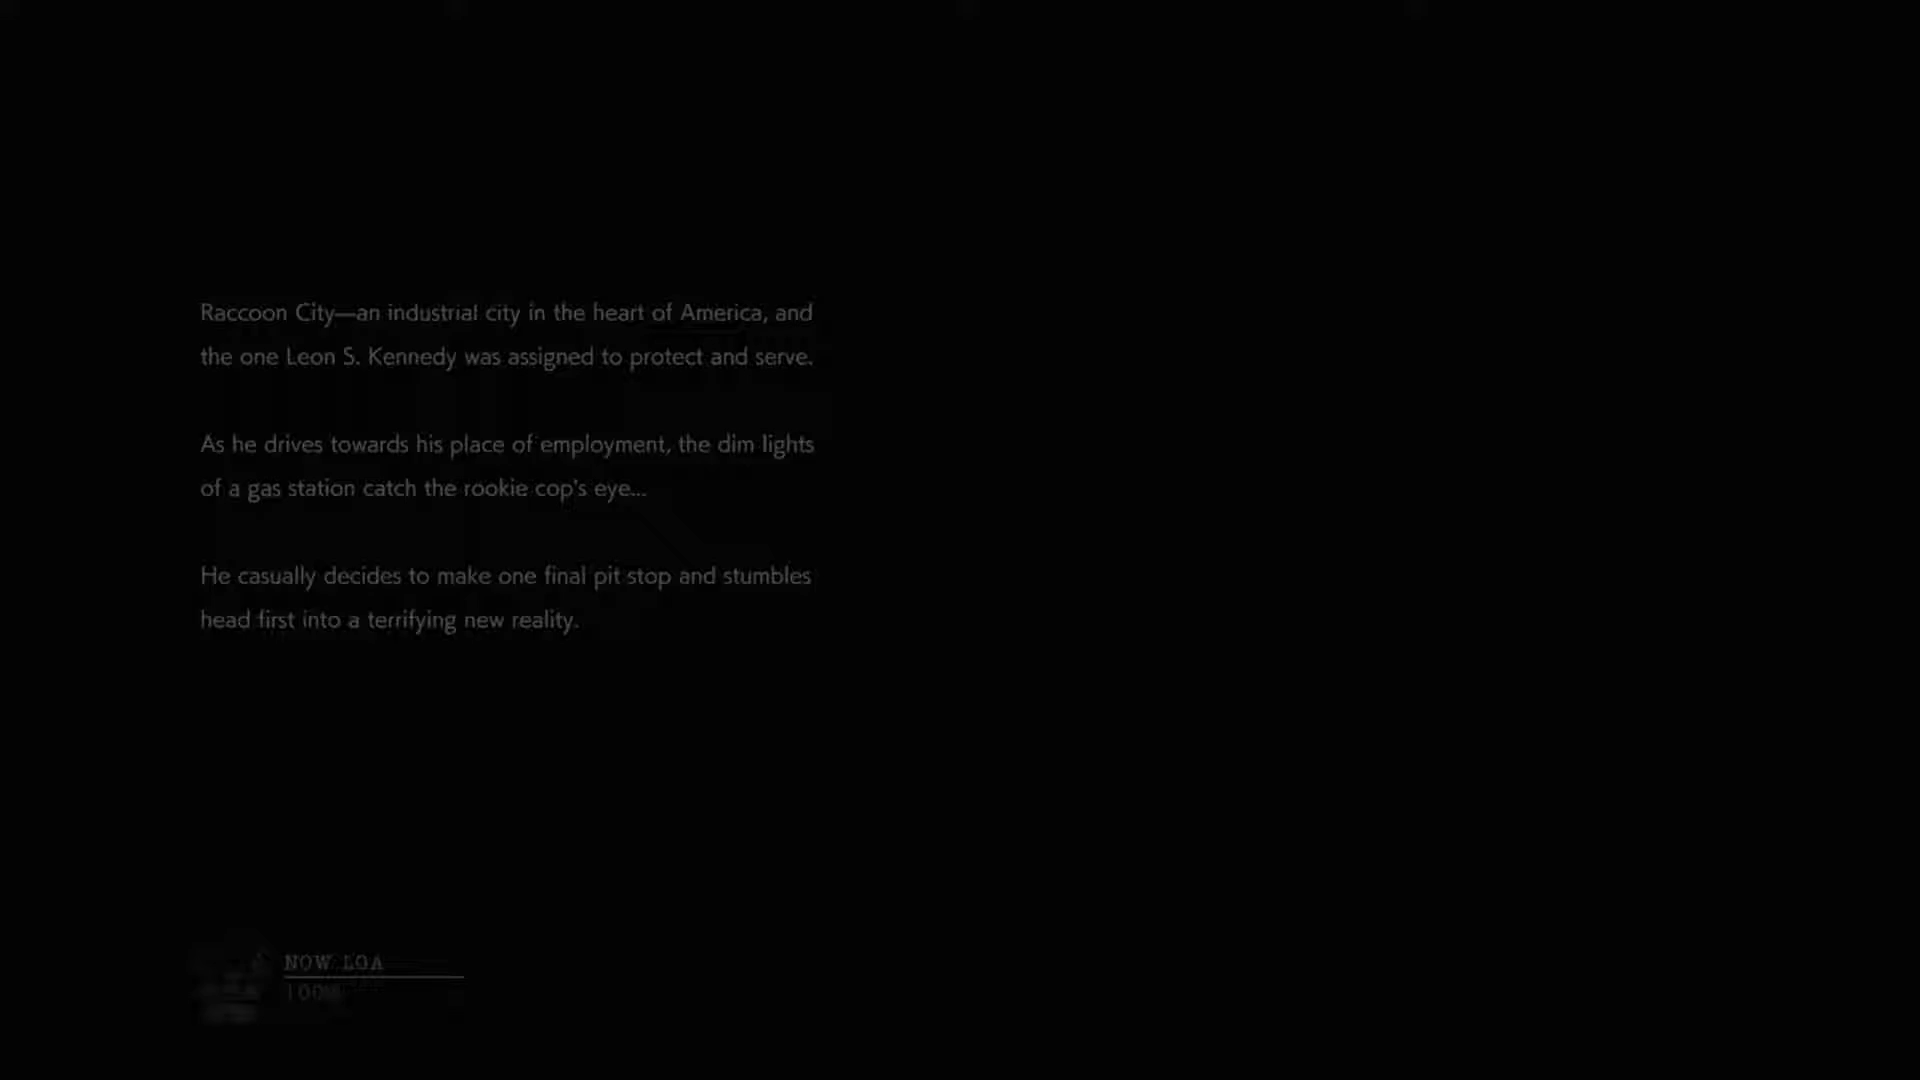 Raccoon City—an industrial city in the heart of America, and
the one Leon S. Kennedy was assigned to protect and serve.
As he drives towards his place of employment, the dim lights
of a gas station catch the rookie cop's eye...
He casually decides to make one final pit stop and stumbles
head first into a terrifying new reality.
NOW LOA
100%